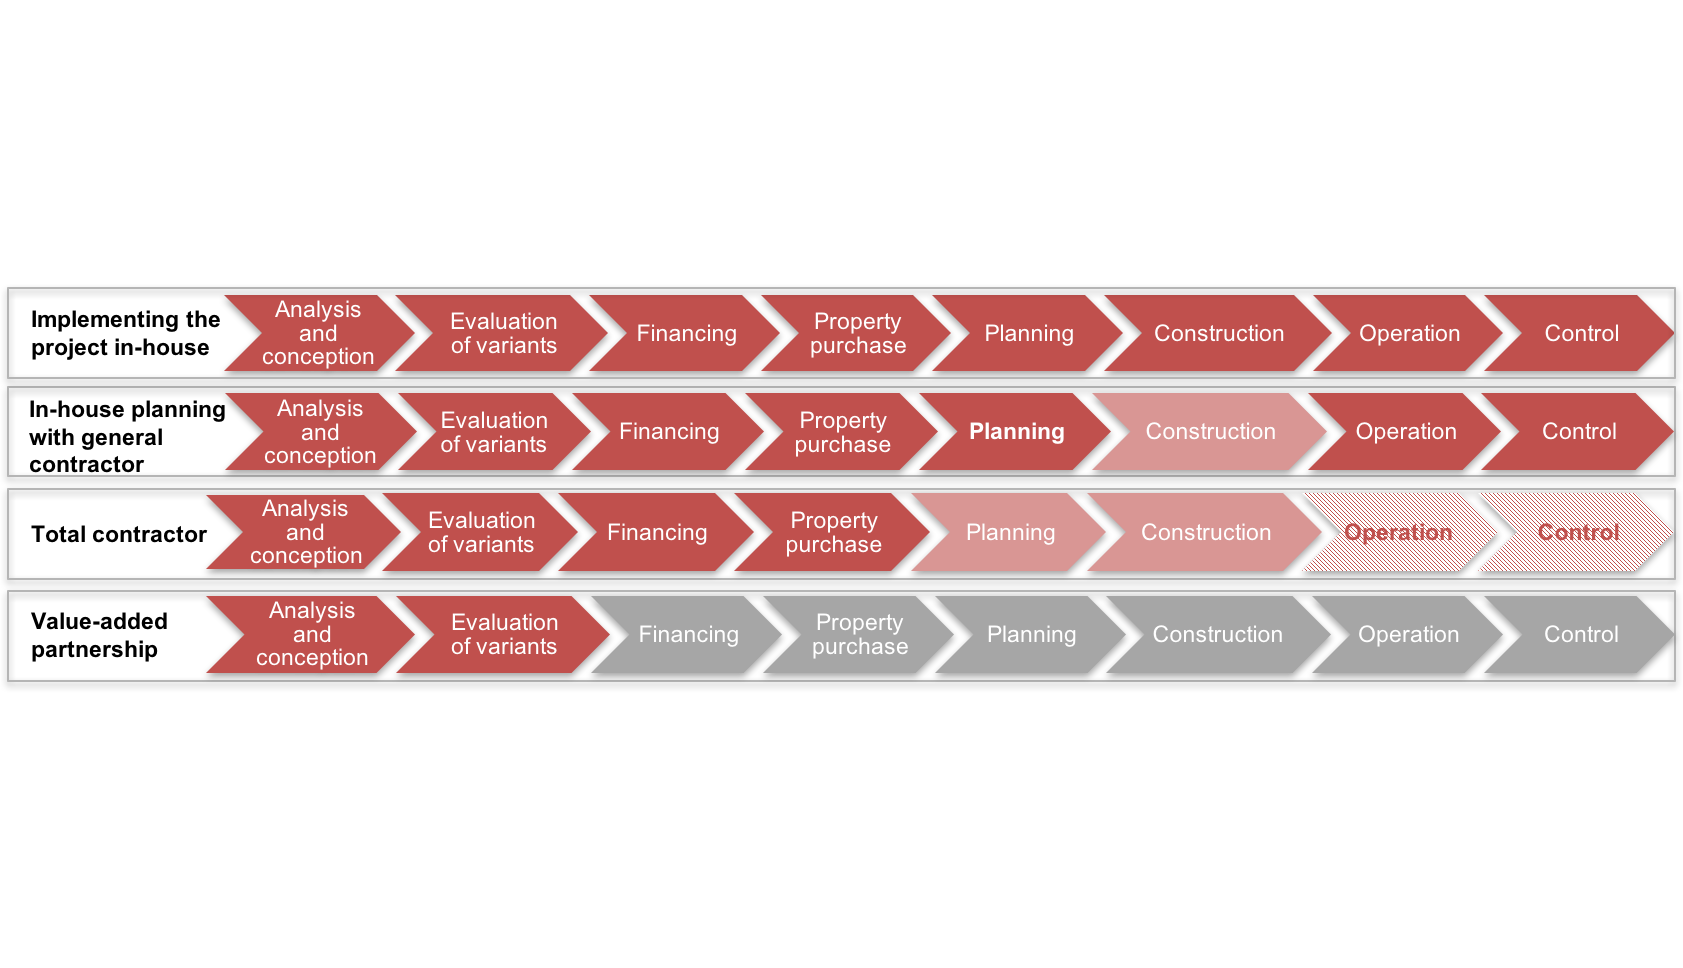 Implementing the
project in-house
Analysis
and
conception
Evaluation
of variants
Financing
Property
purchase
Planning
Construction
Operation
Control
In-house planning
with general
contractor
Analysis
and
conception
Evaluation
of variants
Financing
Property
purchase
Planning
Construction
Operation
Control
Total contractor
Analysis
and
conception
Evaluation
of variants
Financing
Property
purchase
Planning
Construction
Operation
Control
Value-added
partnership
Analysis
and
conception
Evaluation
of variants
Financing
Property
purchase
Planning
Construction
Operation
Control